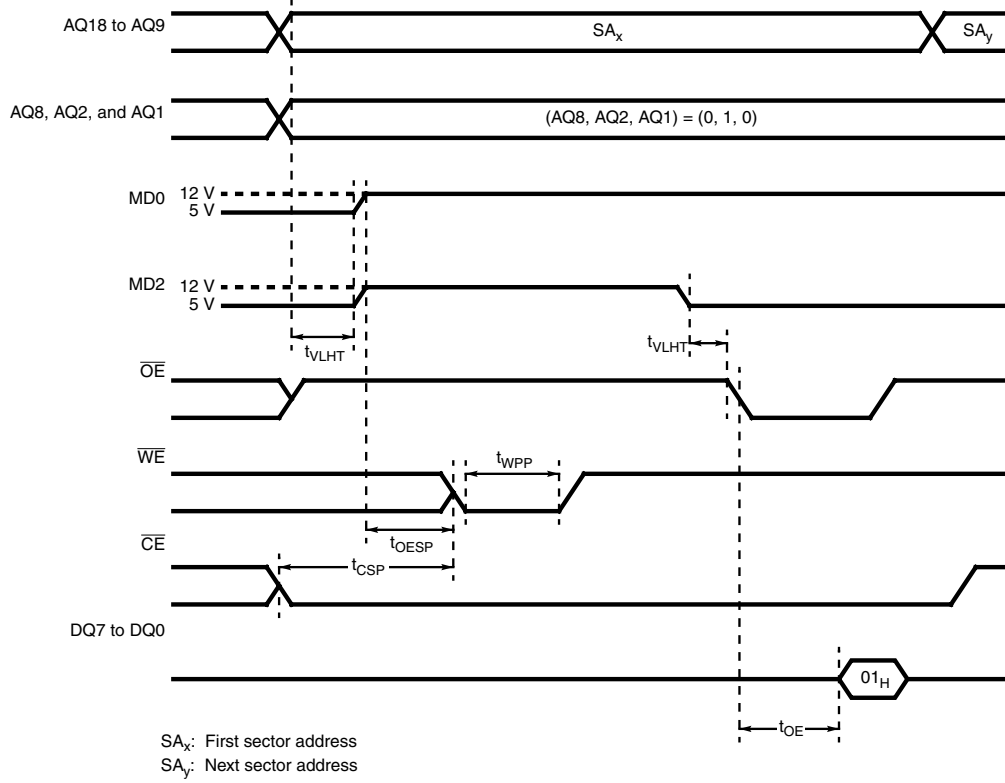 AQ18 to AQ9
SAx
SAy
AQ8, AQ2, and AQ1
(AQ8, AQ2, AQ1) = (0, 1, 0)
MD0
12 V
5 V
MD2
12 V
5 V
tVLHT
tVLHT
OE
WE
tWPP
tOESP
CE
tCSP
DQ7 to DQ0
01H
tOE
SAx: First sector address
SAy: Next sector address